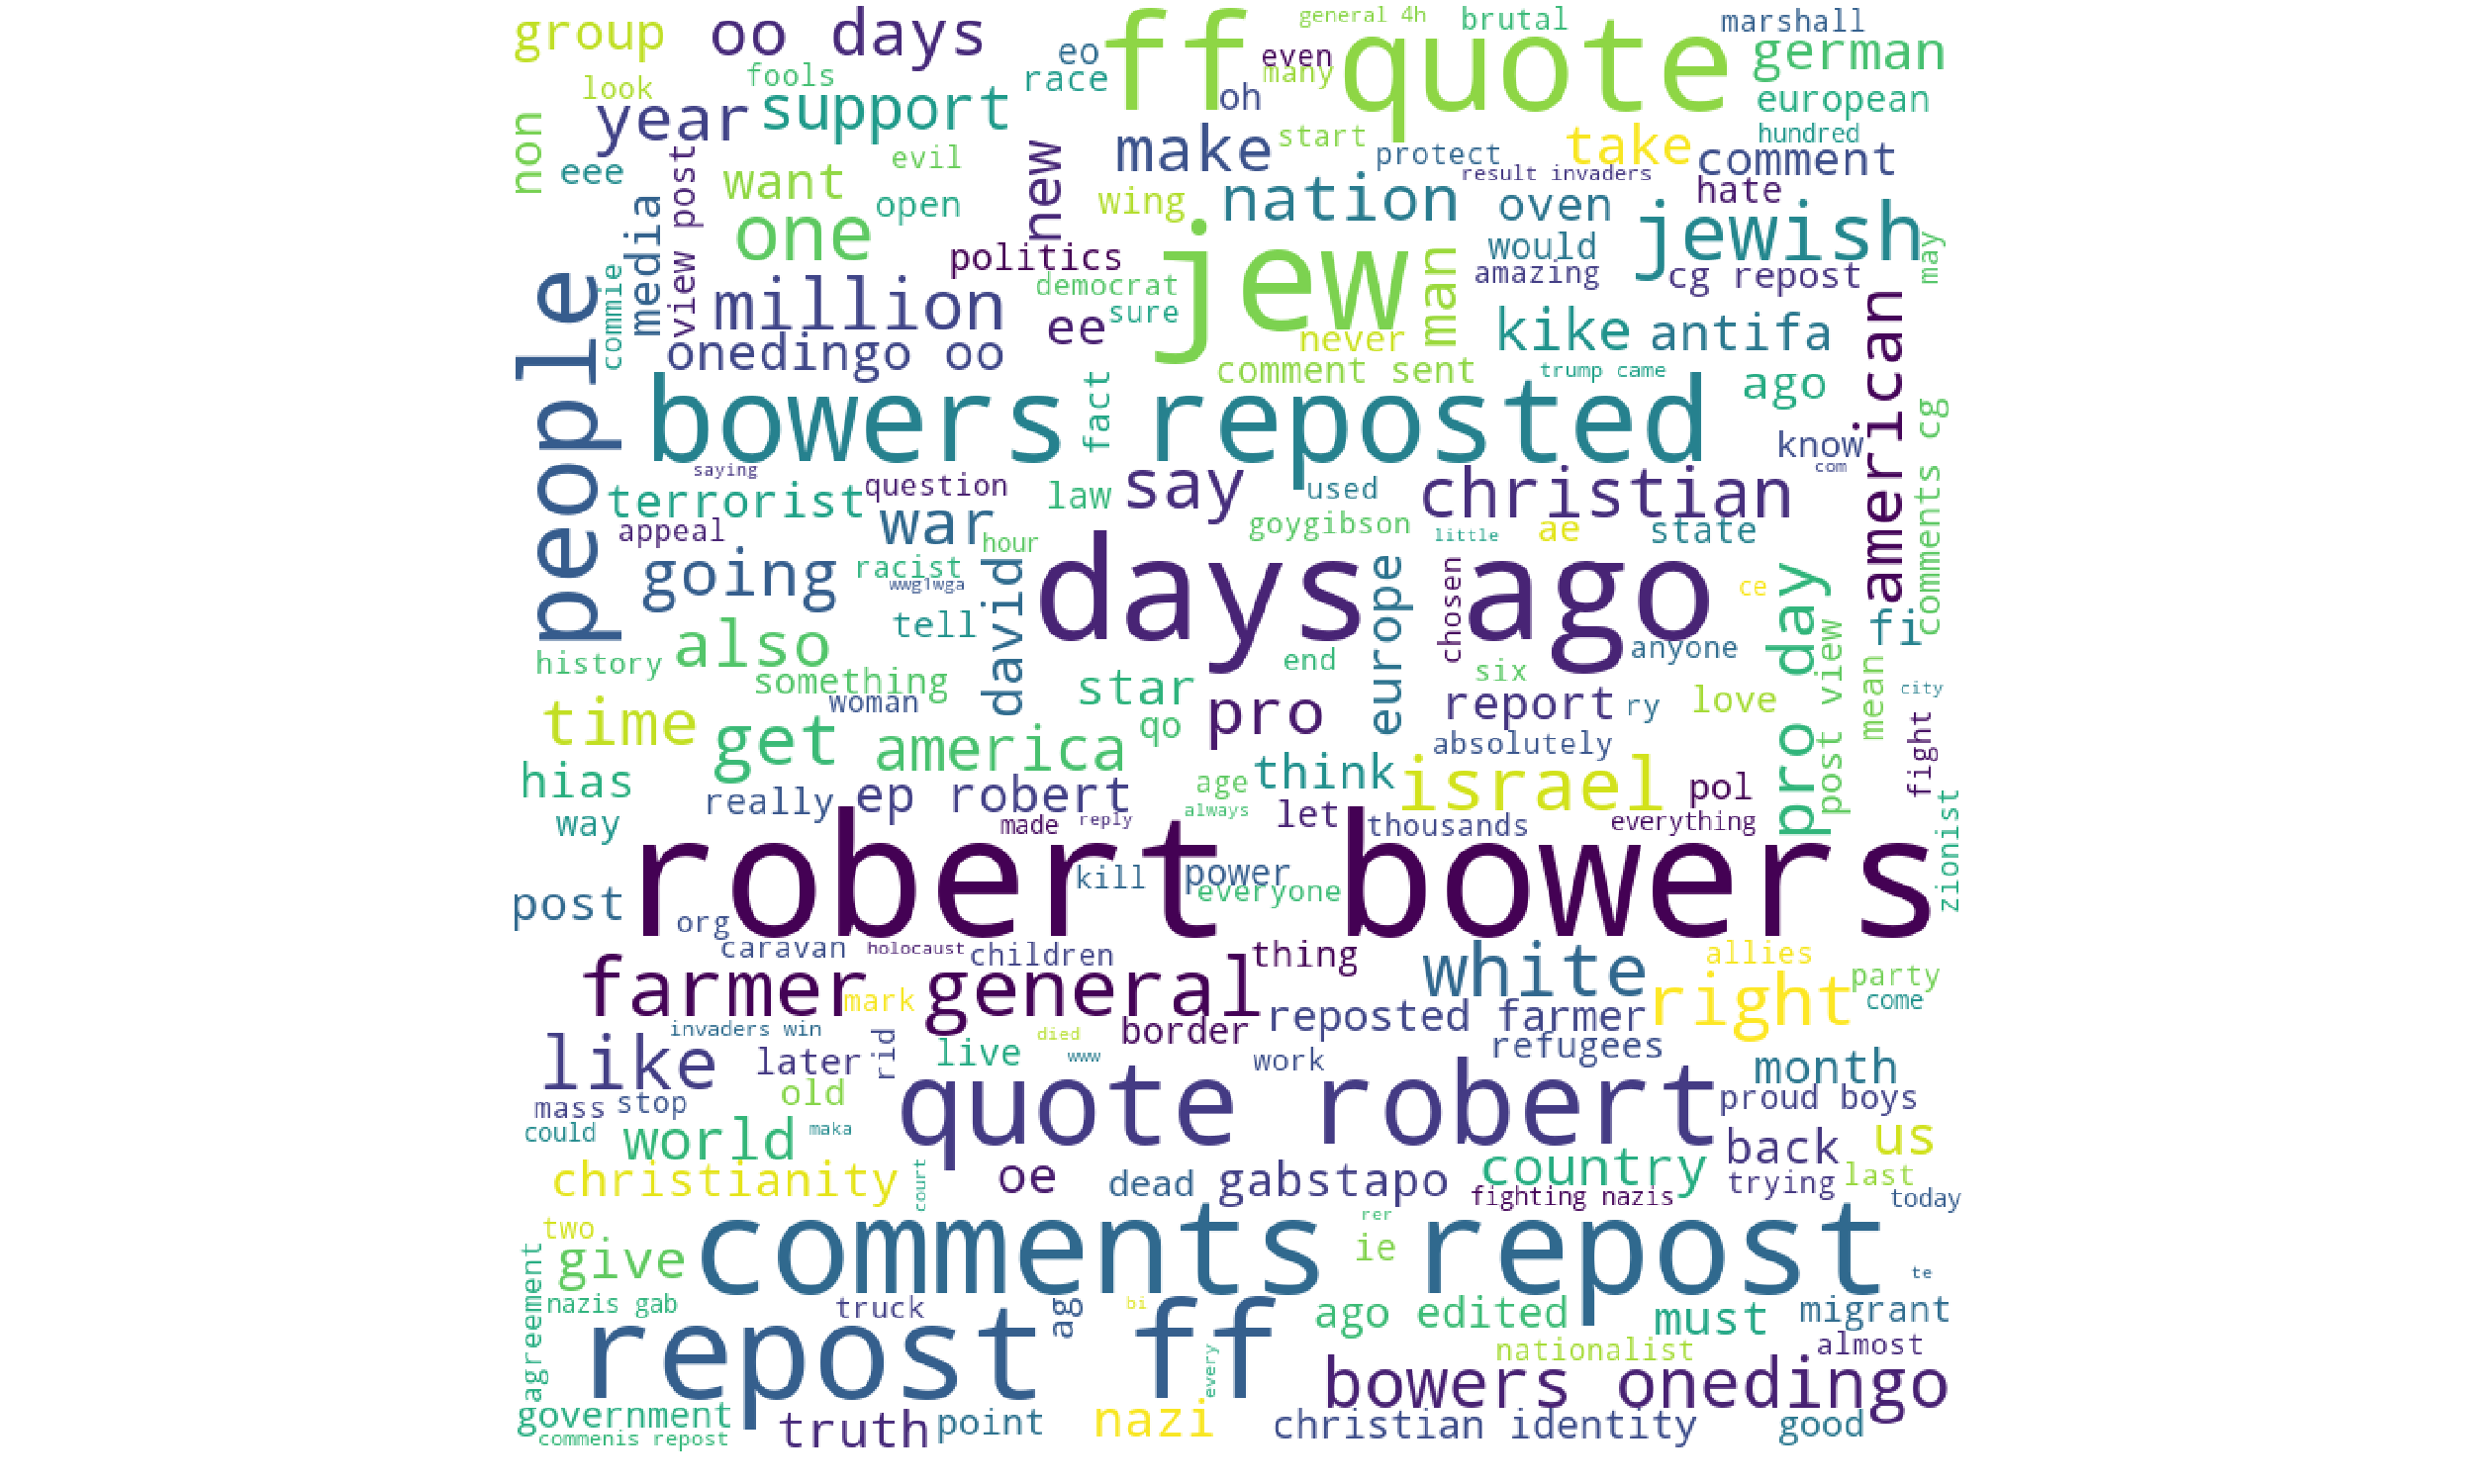 general 4h
brutal
marshall
group
oo days
ff quote
german
eo
even
fools
race
many
look
oh
european
year
support
non
make
start
take
hundred
comment
protect
evil
new
eee
want
result invaders
view post
hate
open
wing
nation
oven
jewish
one
media
would
may
politics
jew
man
amazing
cg repost
people
commie
million
democrat
sure
american
ee
never
kike
antifa
onedingo oo
comment sent
trump came
ago
bowers reposted
fact
comments cg
know
com
saying
terrorist
question
law
say
used
christian
appeal
war
goygibson
little
ae
state
hour
days ago
going
racist
wwg1wga
david
europe
chosen
ce
pro day
tell
fi
history
also
end
anyone
post view
something
star
six
mean
city
woman
pro
report
ry
love
time
get
america
qo
absolutely
fight
hias
age
think
israel
pol
really
ep robert
always
let
zionist
way
made
reply
thousands
everything
robert bowers
kill
power
everyone
post
org
caravan
holocaust
children
thing
white
allies
farmer general
mark
right
party
come
invaders win
died
border
reposted farmer
like
later
rid
live
www
work
refugees
month
old
quote robert
mass
stop
proud boys
could
world
maka
back
us
christianity
court
oe
dead
gabstapo
country
trying
last
fighting nazis
today
two
comments repost
rer
give
ie
te
agreement
nazis gab
truck
ag
bi
ago edited
must
migrant
repost ff
every
nationalist
almost
bowers onedingo
government
truth
point
nazi
christian identity
good
commenis repost